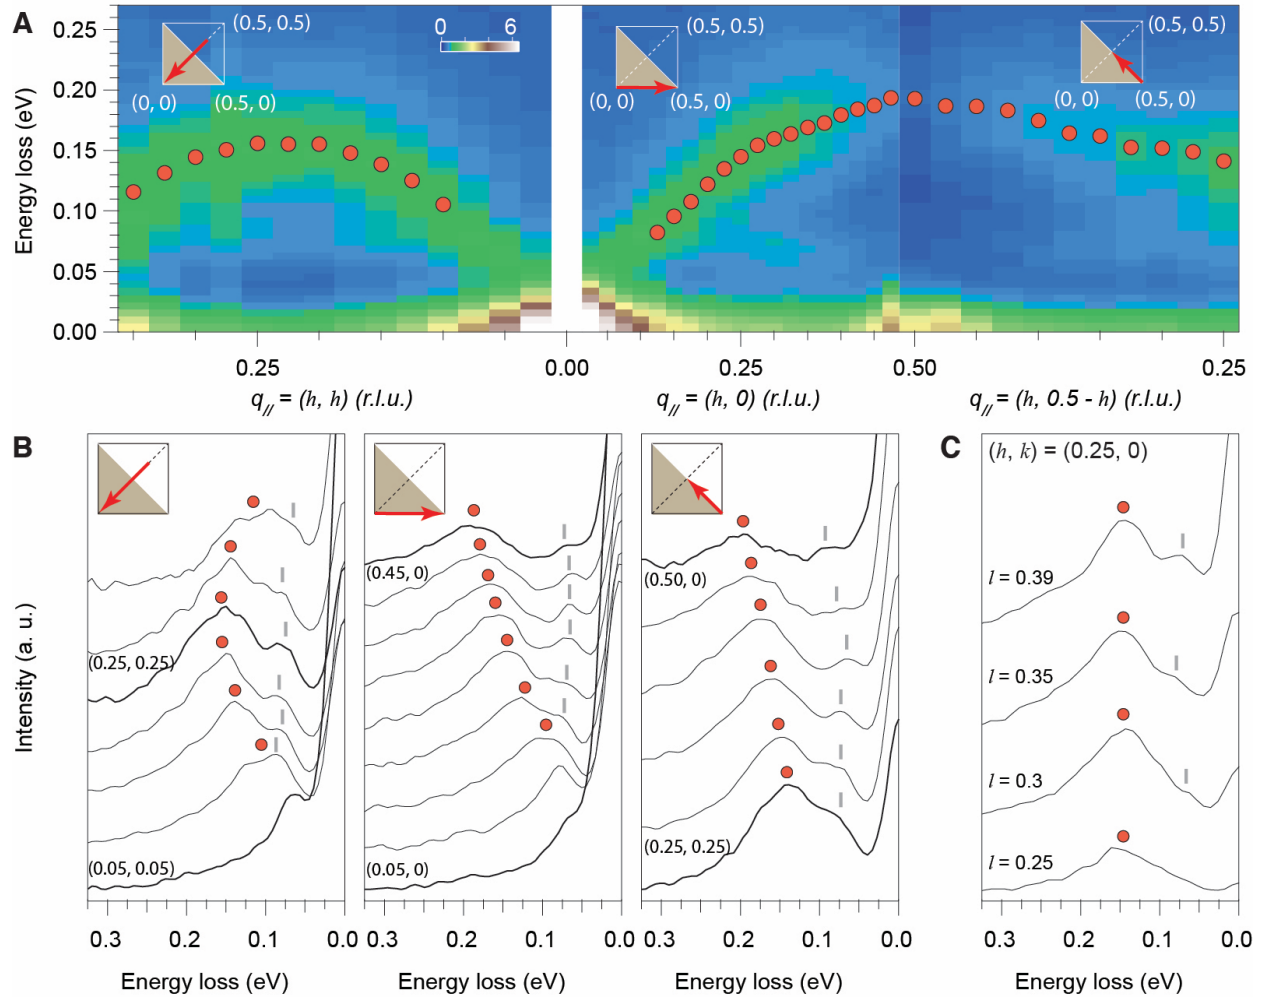 A
0.25
0.20
0.15
0.10
0.05
0.00
Energy loss (eV)
(0.5, 0.5)
(0, 0) (0.5, 0)
0 6
(0.5, 0.5)
(0, 0) (0.5, 0)
(0.5, 0.5)
(0, 0) (0.5, 0)
0.25 0.00 0.25 0.50 0.25
q// = (h, h) (r.l.u.) q// = (h, 0) (r.l.u.) q// = (h, 0.5 - h) (r.l.u.)
B
Intensity (a. u.)
(0.25, 0.25)
(0.05, 0.05)
0.3 0.2 0.1 0.0
Energy loss (eV)
(0.45, 0)
(0.05, 0)
0.3 0.2 0.1 0.0
Energy loss (eV)
(0.50, 0)
(0.25, 0.25)
0.3 0.2 0.1 0.0
Energy loss (eV)
C
(h, k) = (0.25, 0)
l = 0.39
l = 0.35
l = 0.3
l = 0.25
0.3 0.2 0.1 0.0
Energy loss (eV)